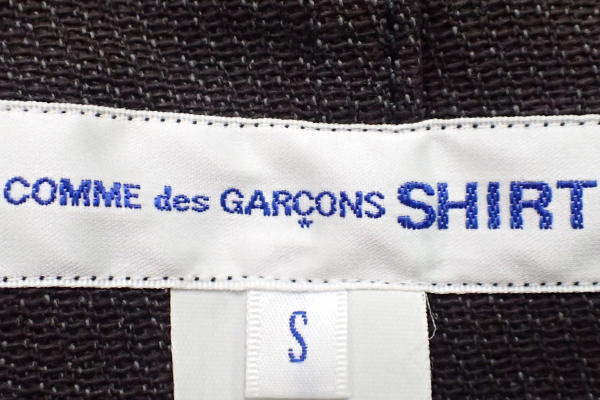 COMME des GARÇONS SHIRT
S